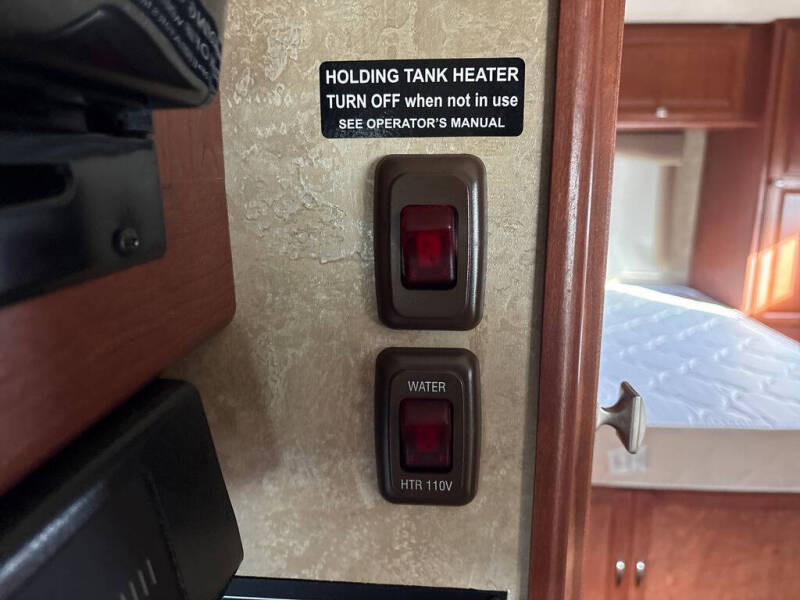 HOLDING TANK HEATER
TURN OFF when not in use
SEE OPERATOR'S MANUAL
WATER
HTR 110V